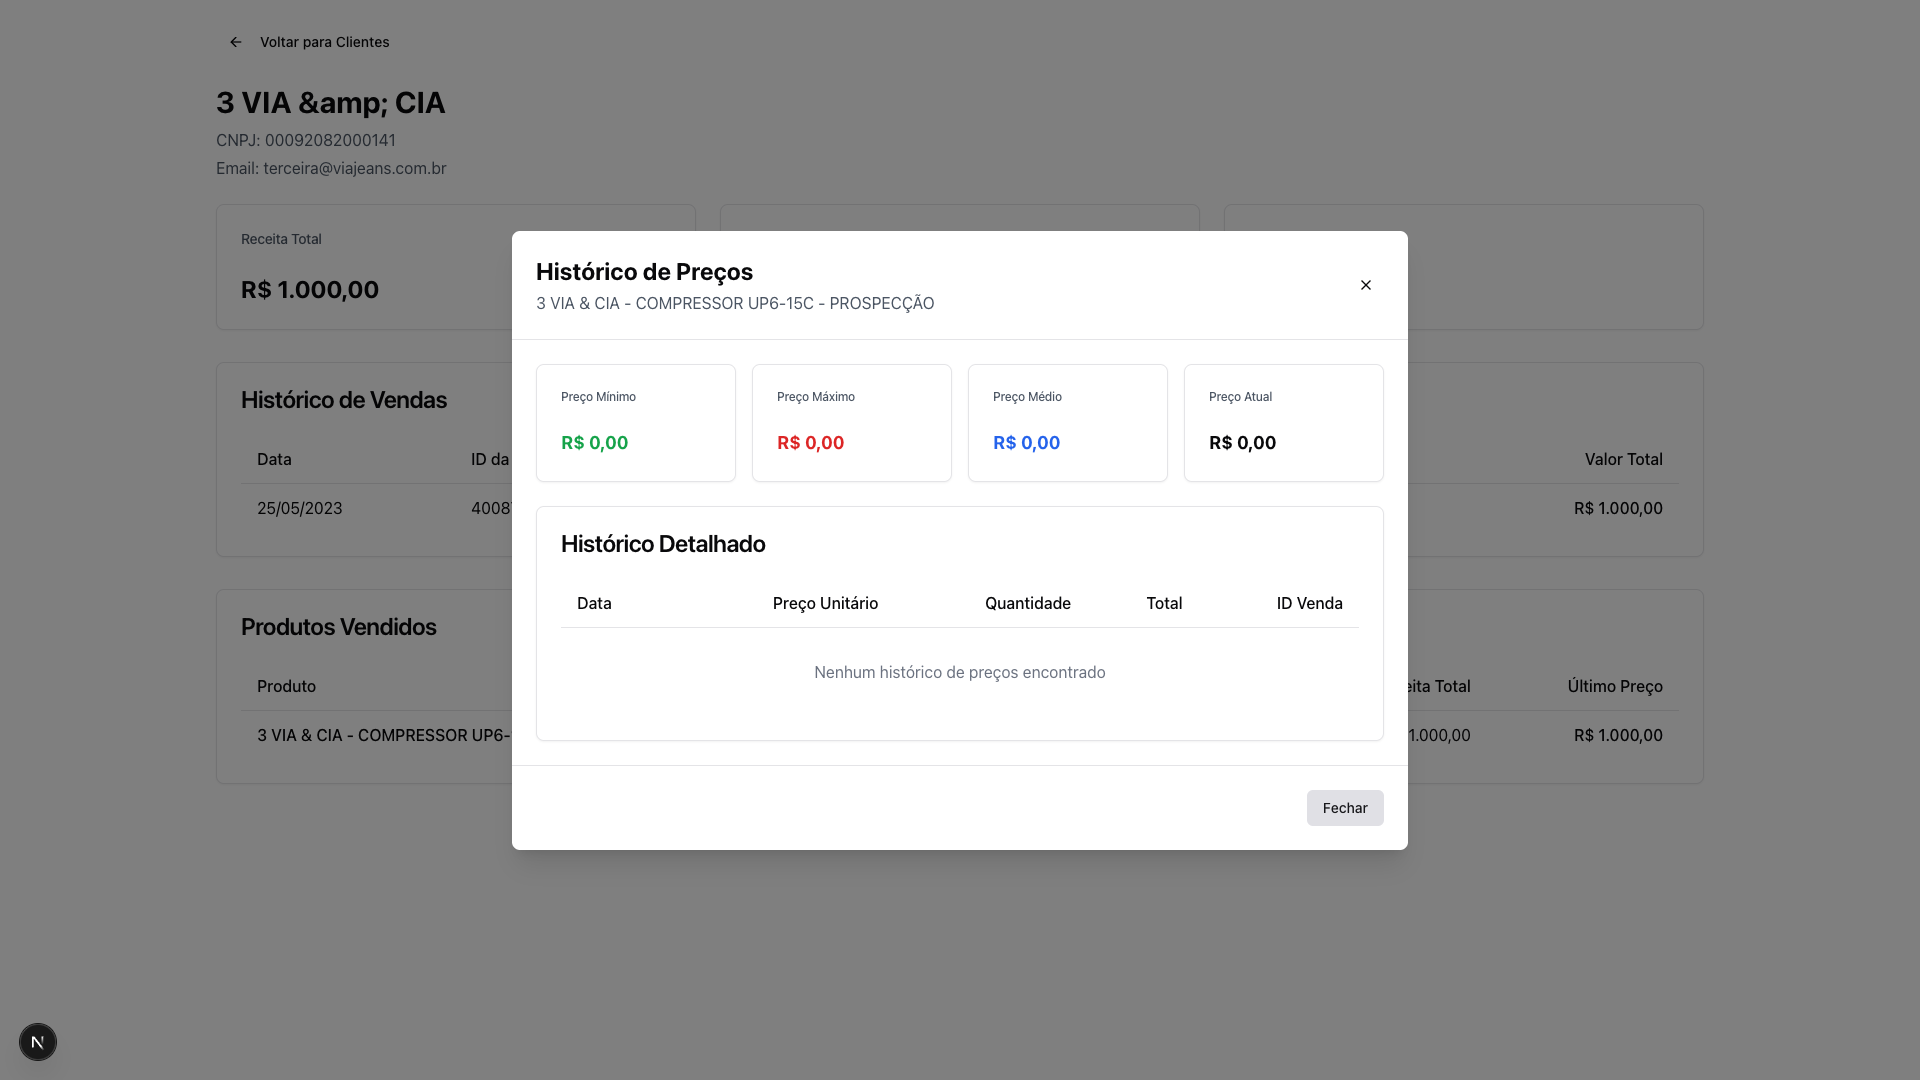 Voltar para Clientes
3 VIA &amp; CIA
CNPJ: 00092082000141
Email: terceira@viajeans.com.br
Receita Total
R$ 1.000,00
Histórico de Vendas
Data ID da Valor Total
25/05/2023 4008 R$ 1.000,00
Produtos Vendidos
Produto eita Total Último Preço
3 VIA & CIA - COMPRESSOR UP6- 1.000,00 R$ 1.000,00
Histórico de Preços
3 VIA & CIA - COMPRESSOR UP6-15C - PROSPECÇÃO
Preço Mínimo Preço Máximo Preço Médio Preço Atual
R$ 0,00 R$ 0,00 R$ 0,00 R$ 0,00
Histórico Detalhado
Data Preço Unitário Quantidade Total ID Venda
Nenhum histórico de preços encontrado
Fechar
N